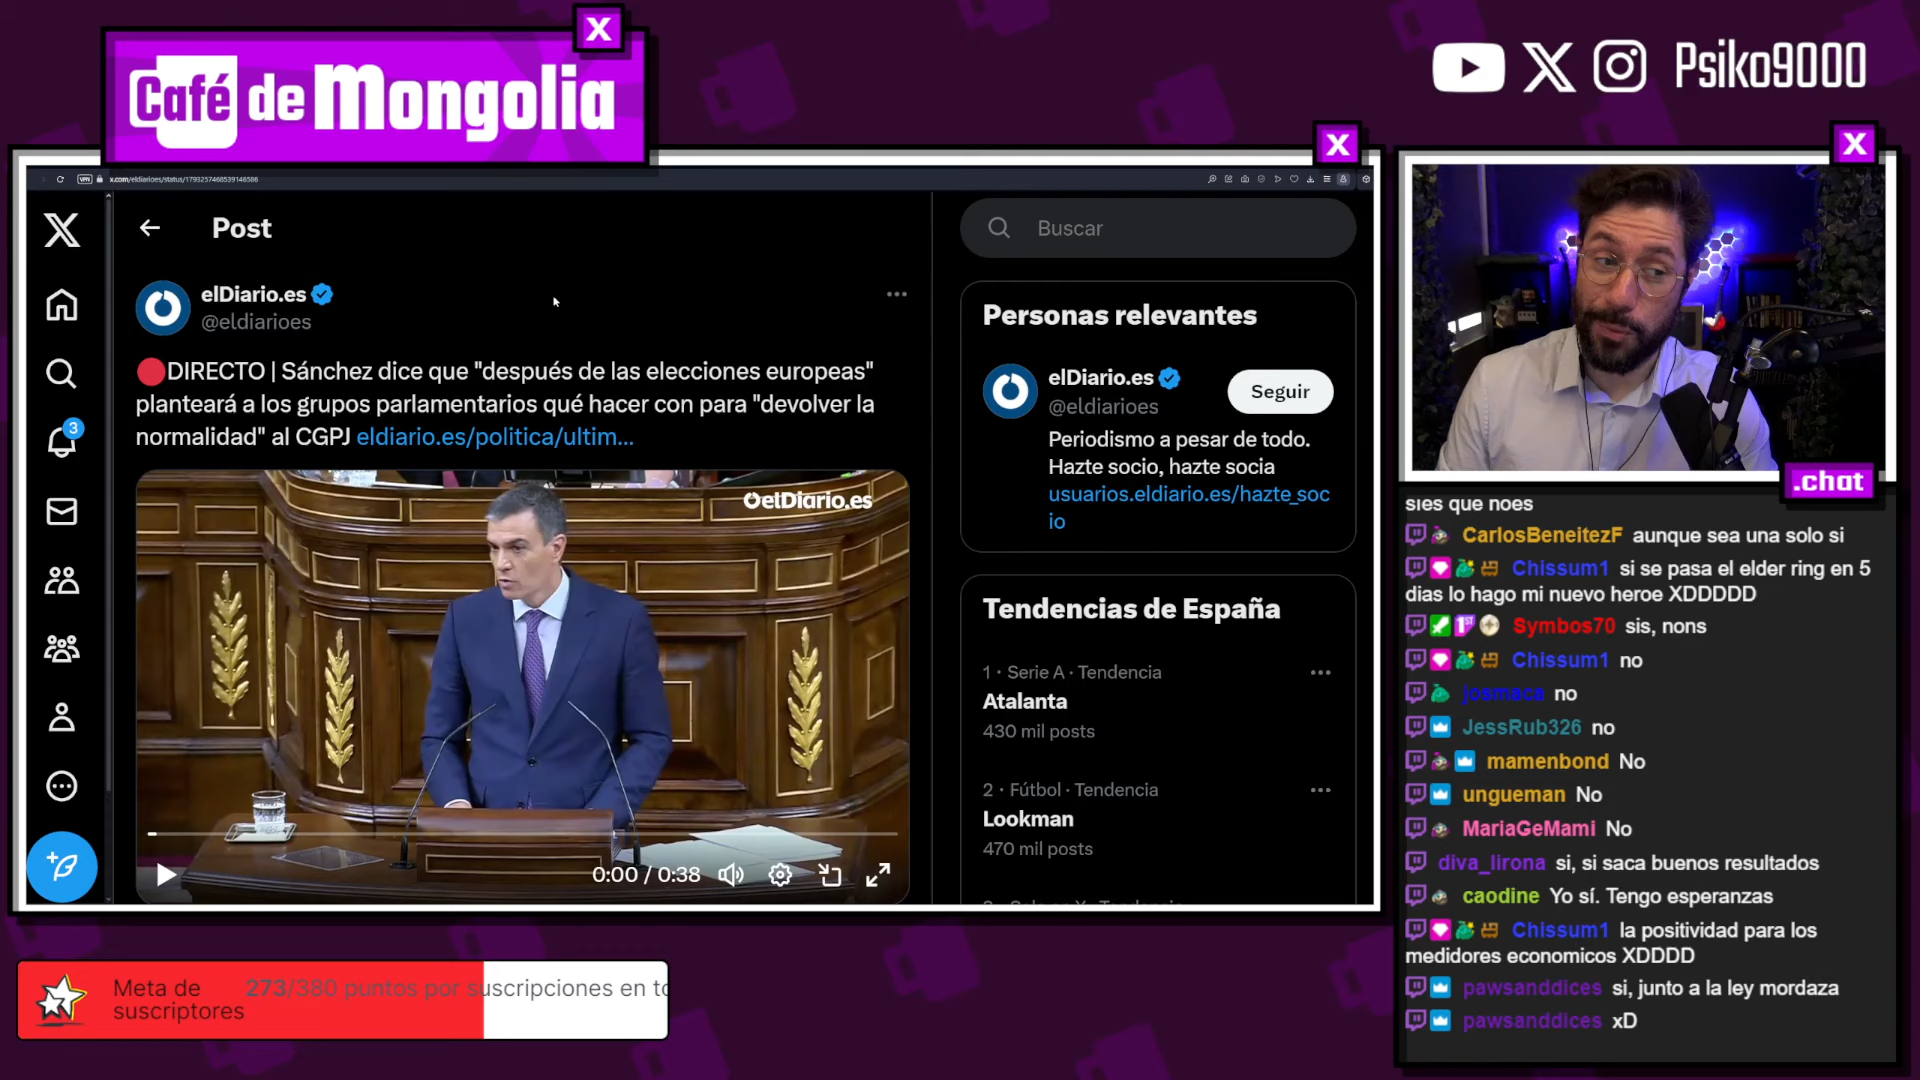 X
Café de Mongolia
Psiko9000
X
X
VPN
x.com/eldiarioes/status/1793257468539146586
Post
Buscar
elDiario.es
@eldiarioes
DIRECTO | Sánchez dice que "después de las elecciones europeas"
planteará a los grupos parlamentarios qué hacer con para "devolver la
normalidad" al CGPJ eldiario.es/politica/ultim...
elDiario.es
0:00 / 0:38
3
Personas relevantes
elDiario.es
@eldiarioes
Seguir
Periodismo a pesar de todo.
Hazte socio, hazte socia
usuarios.eldiario.es/hazte_soc
io
Tendencias de España
1 · Serie A · Tendencia
Atalanta
430 mil posts
2 · Fútbol · Tendencia
Lookman
470 mil posts
.chat
sies que noes
CarlosBeneitezF aunque sea una solo si
Chissum1 si se pasa el elder ring en 5
dias lo hago mi nuevo heroe XDDDDD
1ST Symbos70 sis, nons
Chissum1 no
josmaca no
JessRub326 no
mamenbond No
ungueman No
MariaGeMami No
diva_lirona si, si saca buenos resultados
caodine Yo sí. Tengo esperanzas
Chissum1 la positividad para los
medidores economicos XDDDD
pawsanddices si, junto a la ley mordaza
pawsanddices xD
Meta de
suscriptores
273/380 puntos por suscripciones en to